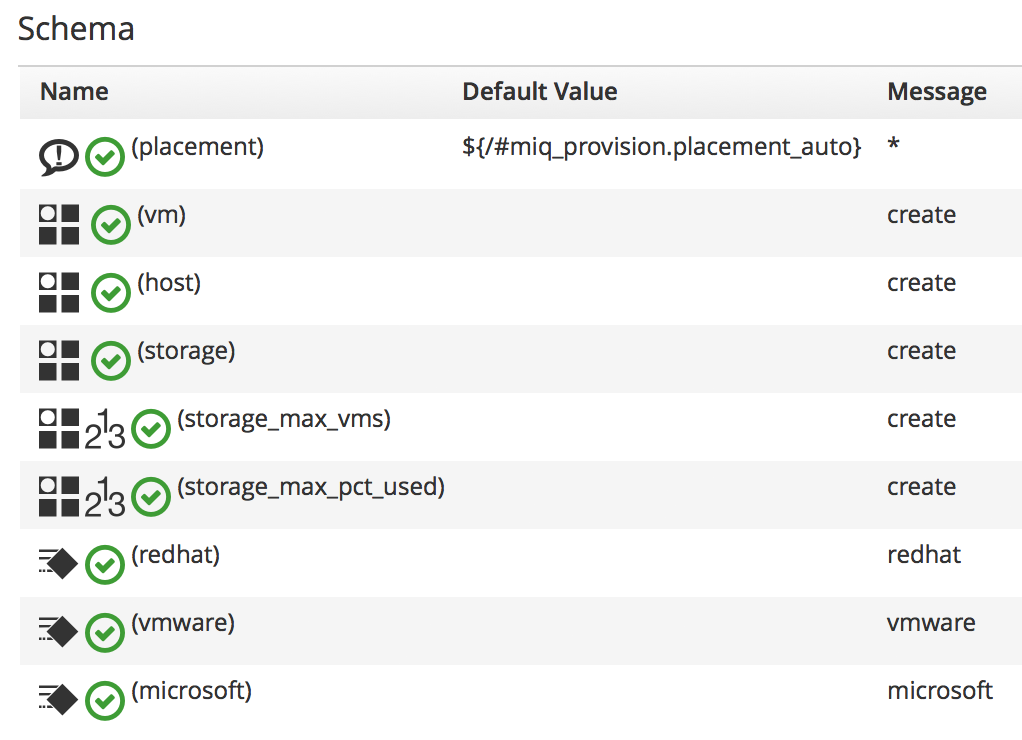 Schema
Name Default Value Message
(placement) ${/#miq_provision.placement_auto} *
(vm) create
(host) create
(storage) create
213 (storage_max_vms) create
213 (storage_max_pct_used) create
(redhat) redhat
(vmware) vmware
(microsoft) microsoft